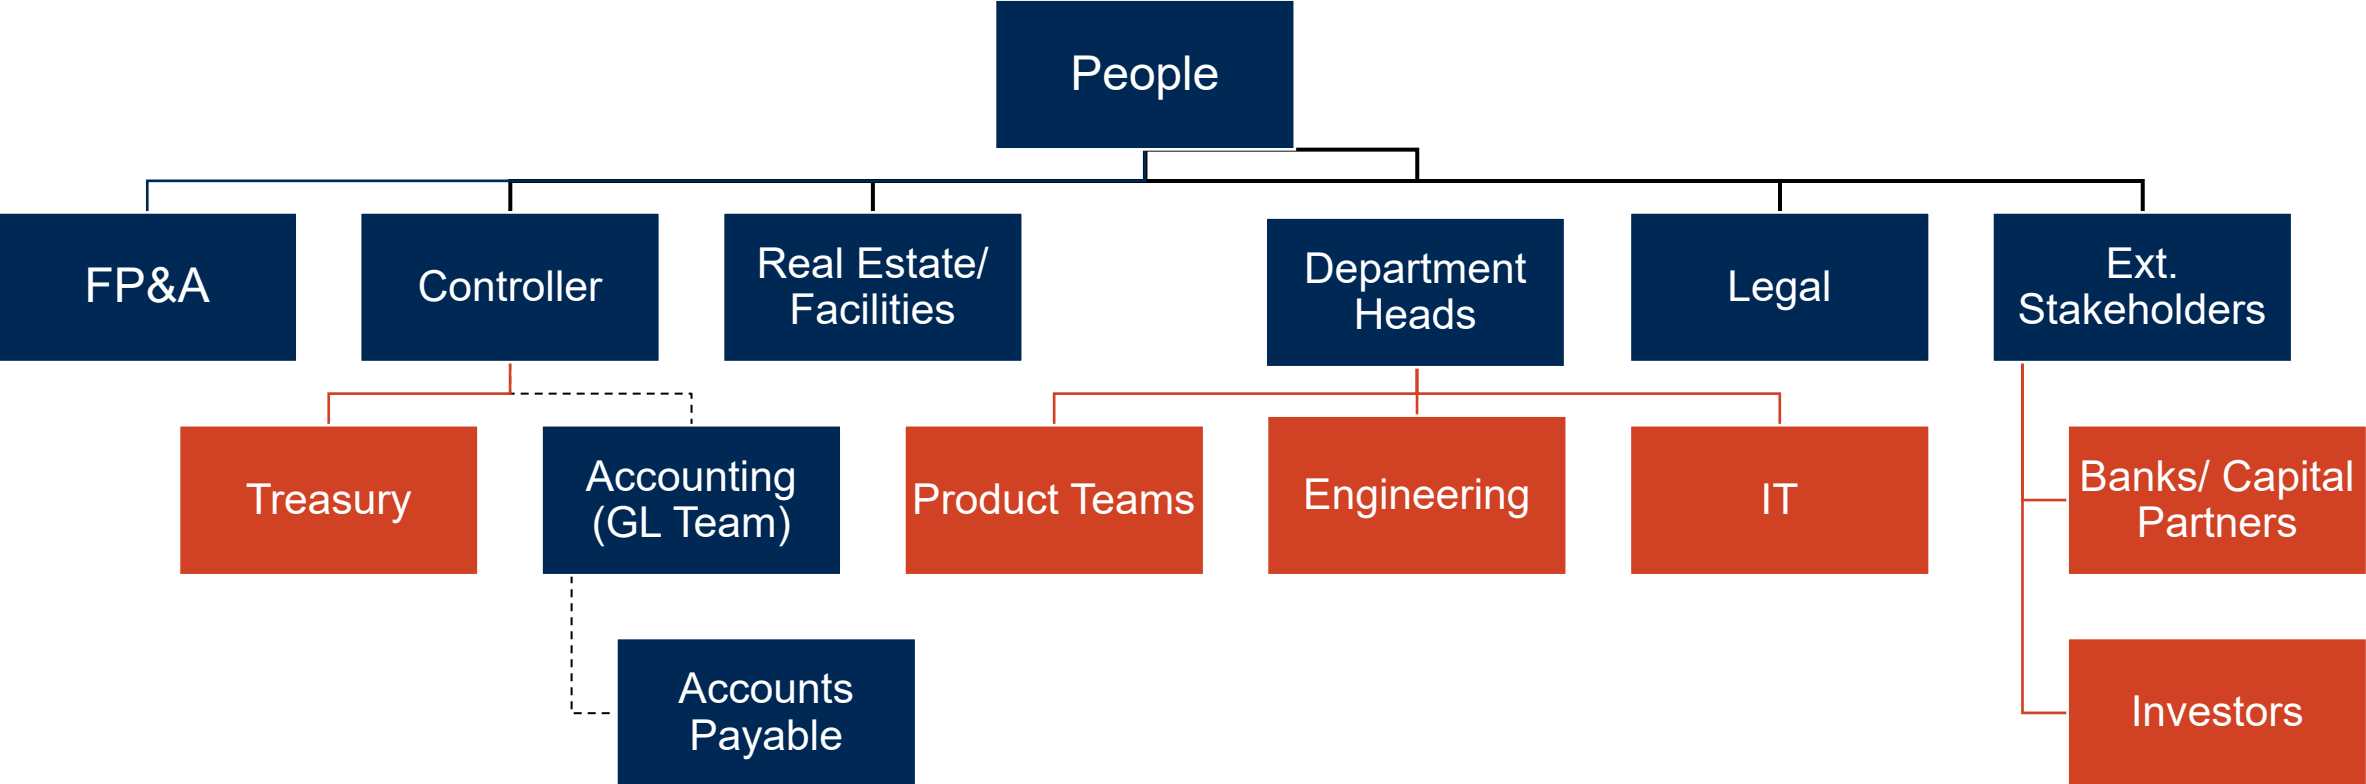 People
FP&A
Controller
Real Estate/
Facilities
Department
Heads
Legal
Ext.
Stakeholders
Treasury
Accounting
(GL Team)
Product Teams
Engineering
IT
Banks/ Capital
Partners
Accounts
Payable
Investors